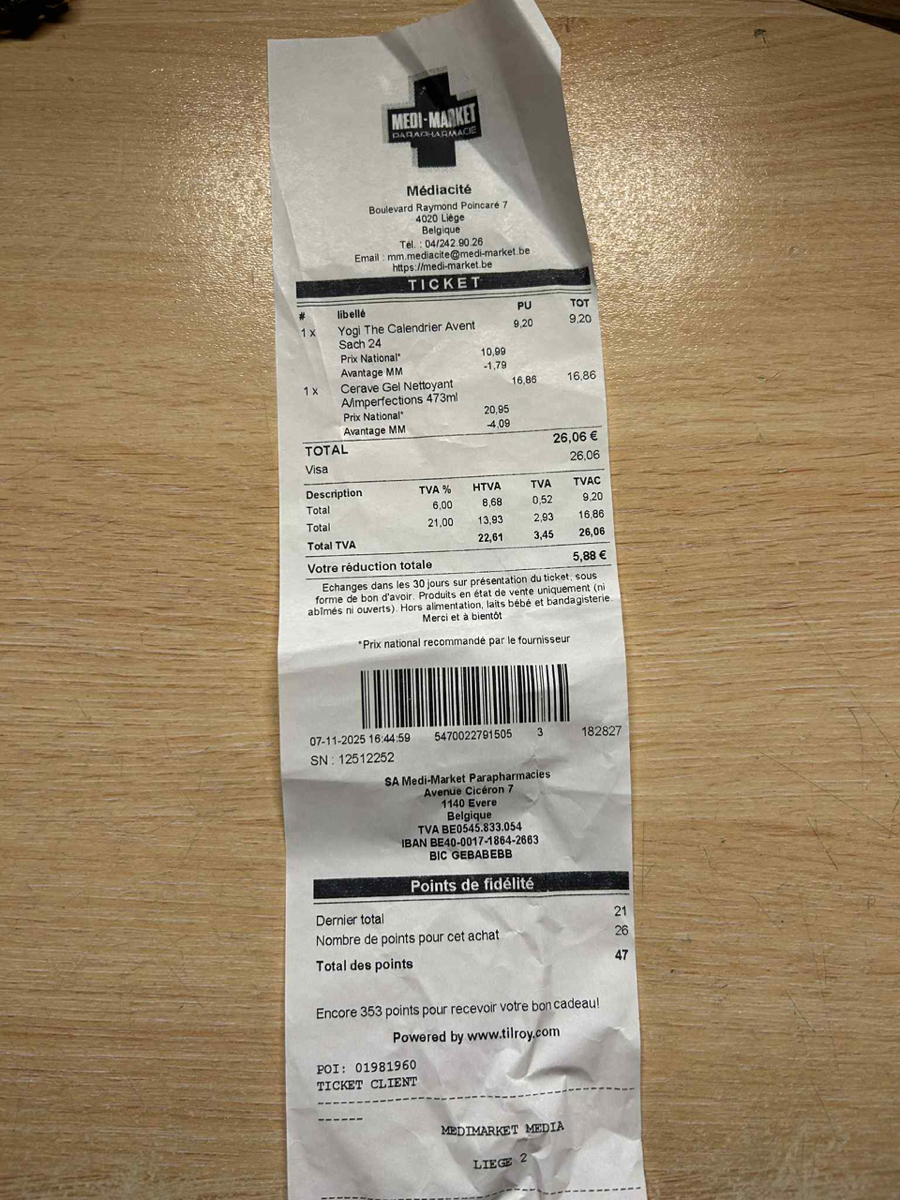 MEDI-MARKET
PARAPHARMACIE
Médiacité
Boulevard Raymond Poincaré 7
4020 Liège
Belgique
Tél. : 04/242.90.26
Email : mm.mediacite@medi-market.be
https://medi-market.be
TICKET
# libellé PU TOT
1 x Yogi The Calendrier Avent 9,20 9,20
Sach 24
Prix National* 10,99
Avantage MM -1,79
1 x Cerave Gel Nettoyant 16,86 16,86
A/imperfections 473ml
Prix National* 20,95
Avantage MM -4,09
TOTAL 26,06 €
Visa 26,06
Description TVA % HTVA TVA TVAC
Total 6,00 8,68 0,52 9,20
Total 21,00 13,93 2,93 16,86
Total TVA 22,61 3,45 26,06
Votre réduction totale 5,88 €
Echanges dans les 30 jours sur présentation du ticket, sous
forme de bon d'avoir. Produits en état de vente uniquement (ni
abîmés ni ouverts). Hors alimentation, laits bébé et bandagisterie.
Merci et à bientôt
*Prix national recommandé par le fournisseur
07-11-2025 16:44:59 5470022791505 3 182827
SN : 12512252
SA Medi-Market Parapharmacies
Avenue Cicéron 7
1140 Evere
Belgique
TVA BE0545.833.054
IBAN BE40-0017-1864-2663
BIC GEBABEBB
Points de fidélité
Dernier total 21
Nombre de points pour cet achat 26
Total des points 47
Encore 353 points pour recevoir votre bon cadeau!
Powered by www.tilroy.com
POI: 01981960
TICKET CLIENT
MEDIMARKET MEDIA
LIEGE 2